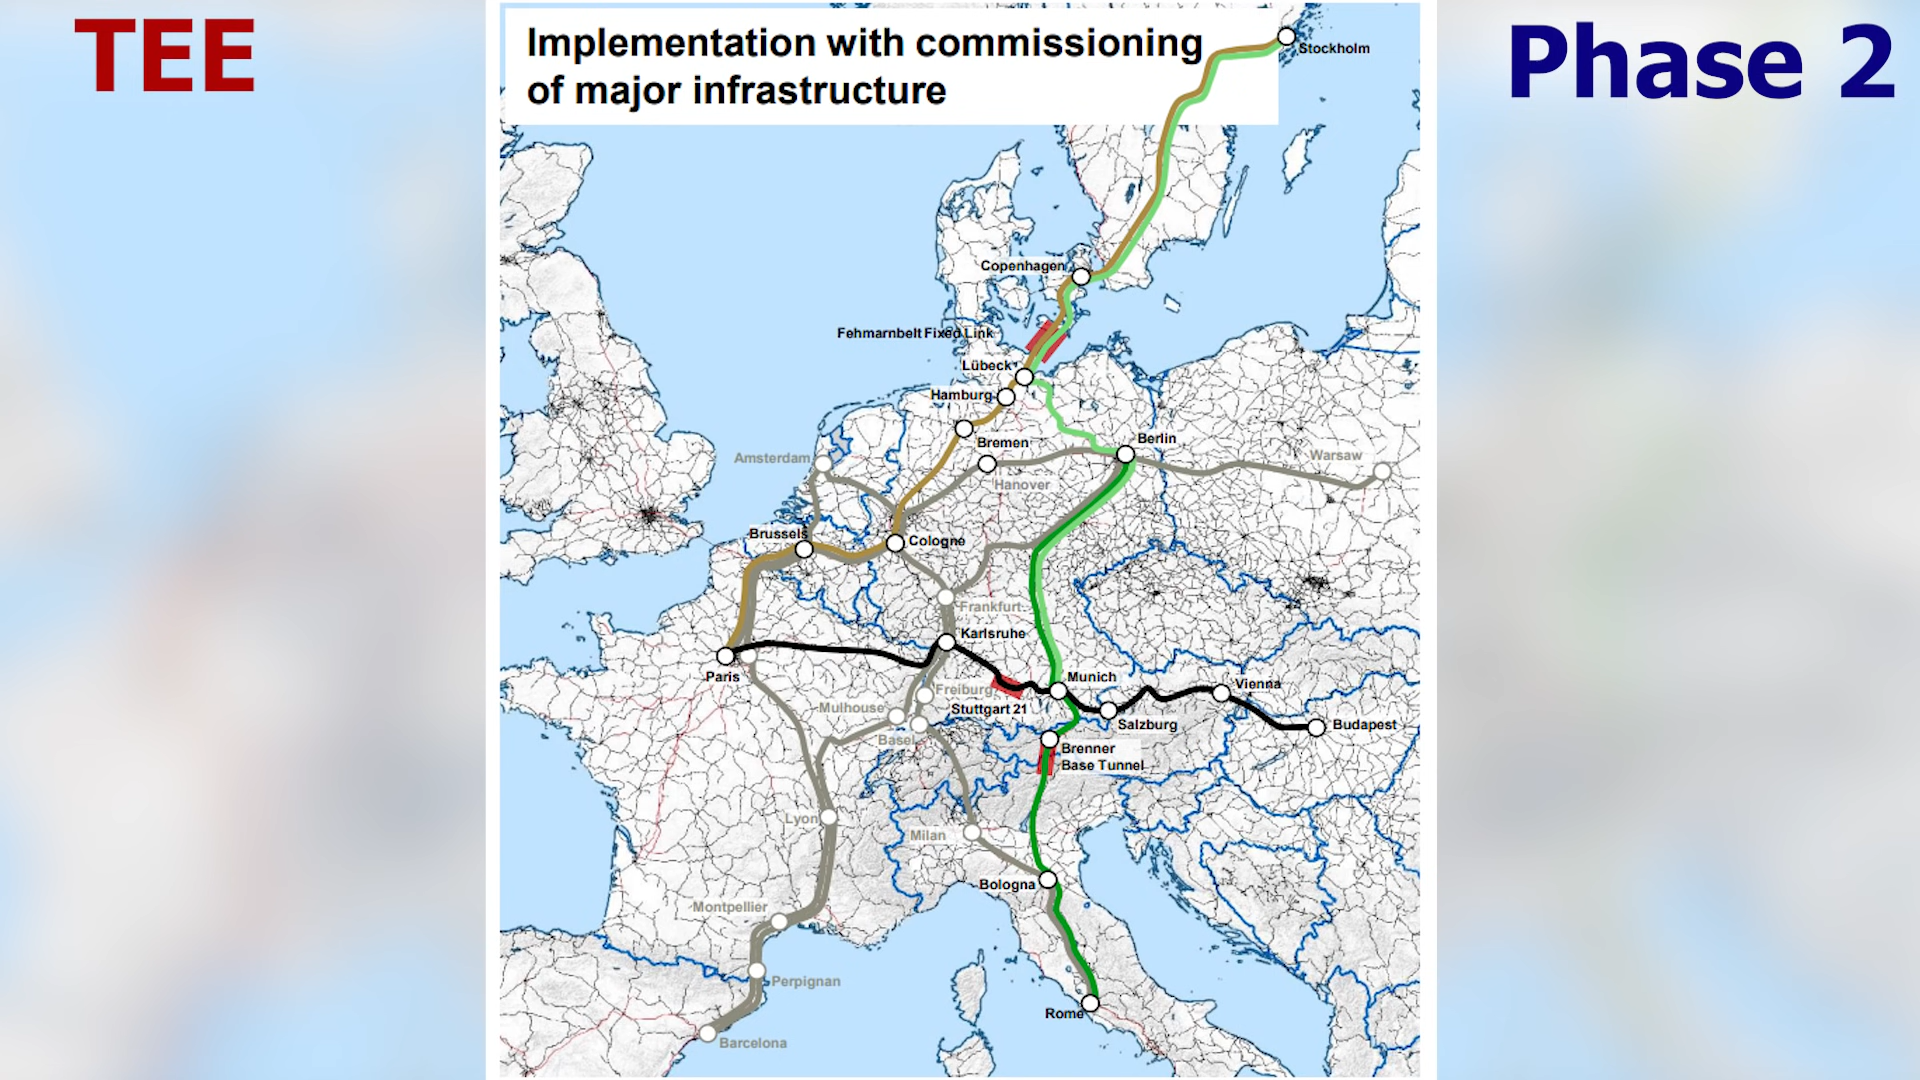 TEE
Implementation with commissioning
of major infrastructure
Phase 2
Stockholm
Copenhagen
Fehmarnbelt Fixed Link
Lübeck
Hamburg
Bremen
Berlin
Amsterdam
Warsaw
Hanover
Brussels
Cologne
Frankfurt
Karlsruhe
Paris
Munich
Vienna
Freiburg
Mulhouse
Stuttgart 21
Salzburg
Budapest
Basel
Brenner
Base Tunnel
Lyon
Milan
Bologna
Montpellier
Perpignan
Rome
Barcelona